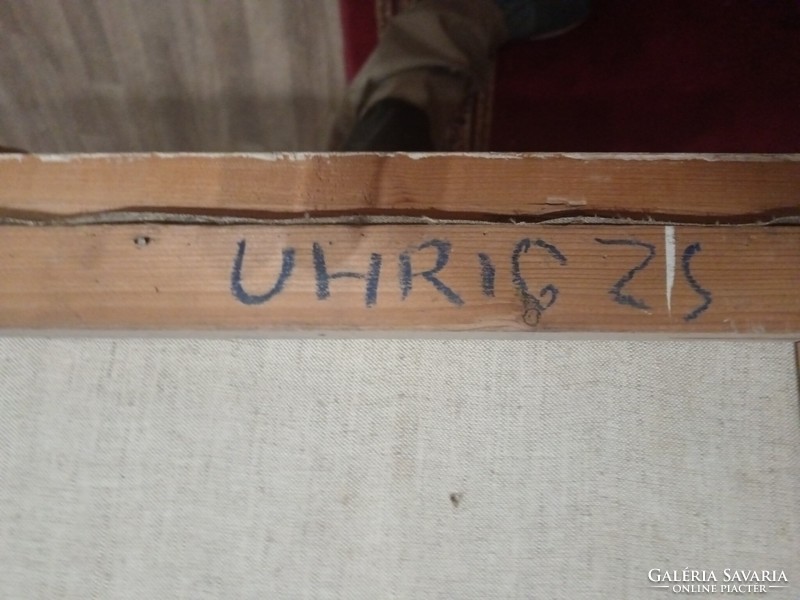 UHRIG ZS
GALÉRIA SAVARIA
ONLINE PIACTÉR